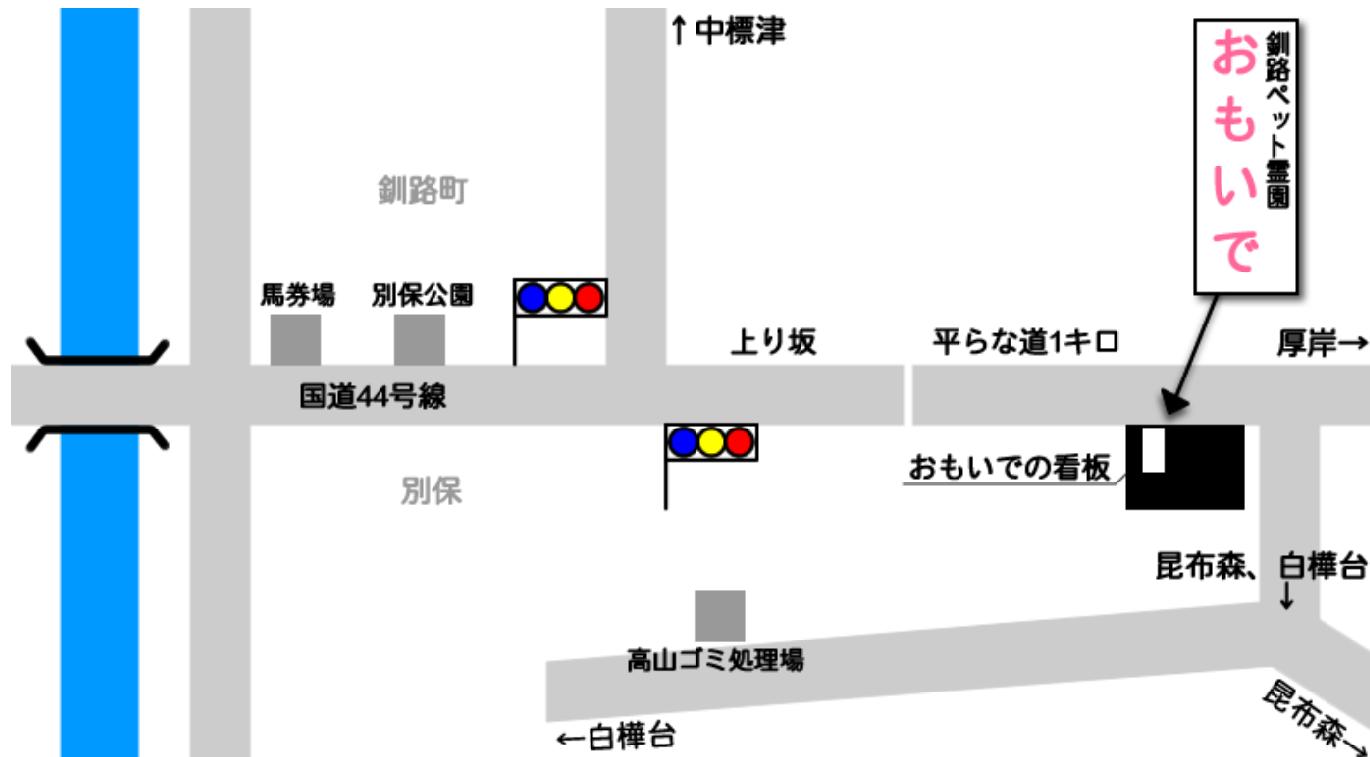 ↑中標津
釧路ペット霊園
おもいで
釧路町
馬券場
別保公園
上り坂
平らな道1キロ
厚岸→
国道44号線
おもいでの看板
別保
昆布森、白樺台
↓
高山ゴミ処理場
←白樺台
昆布森→